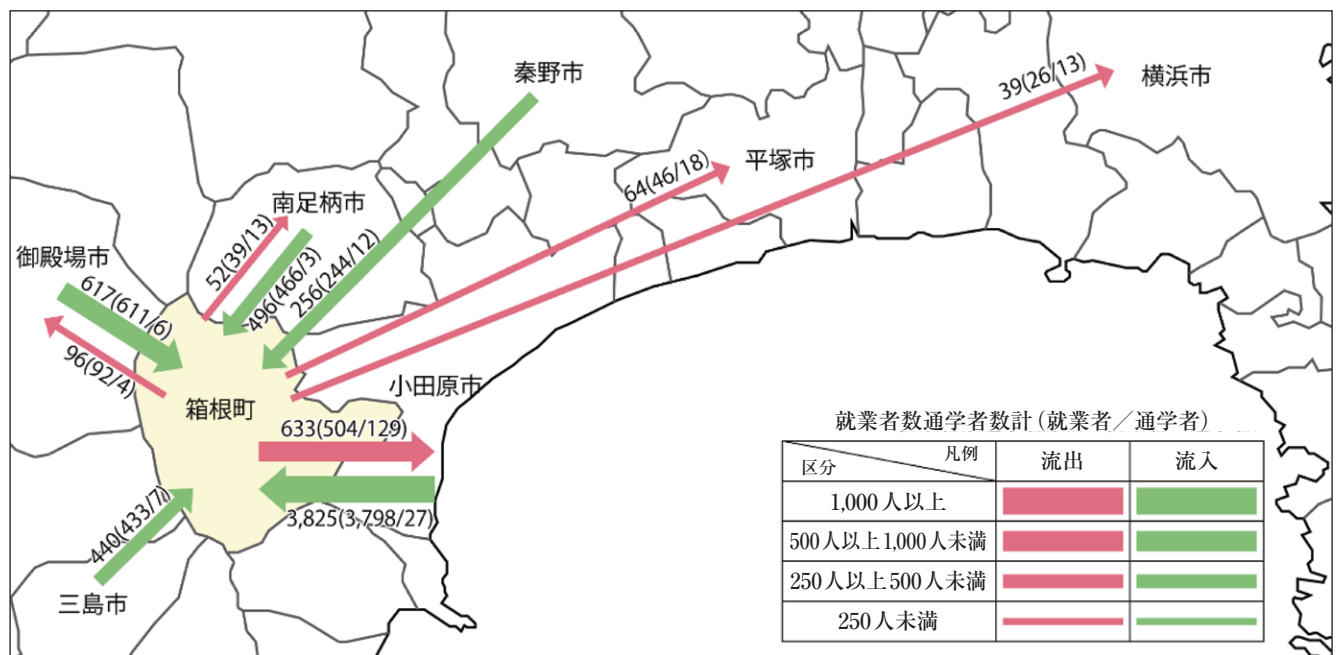 秦野市
39(26/13)
横浜市
64(46/18)
平塚市
南足柄市
52(39/13)
御殿場市
496(466/3)
256(244/12)
617(611/6)
96(92/4)
小田原市
箱根町
633(504/129)
3,825(3,798/27)
440(433/7)
三島市
就業者数通学者数計(就業者/通学者)
区分 凡例 流出 流入
1,000人以上
500人以上1,000人未満
250人以上500人未満
250人未満